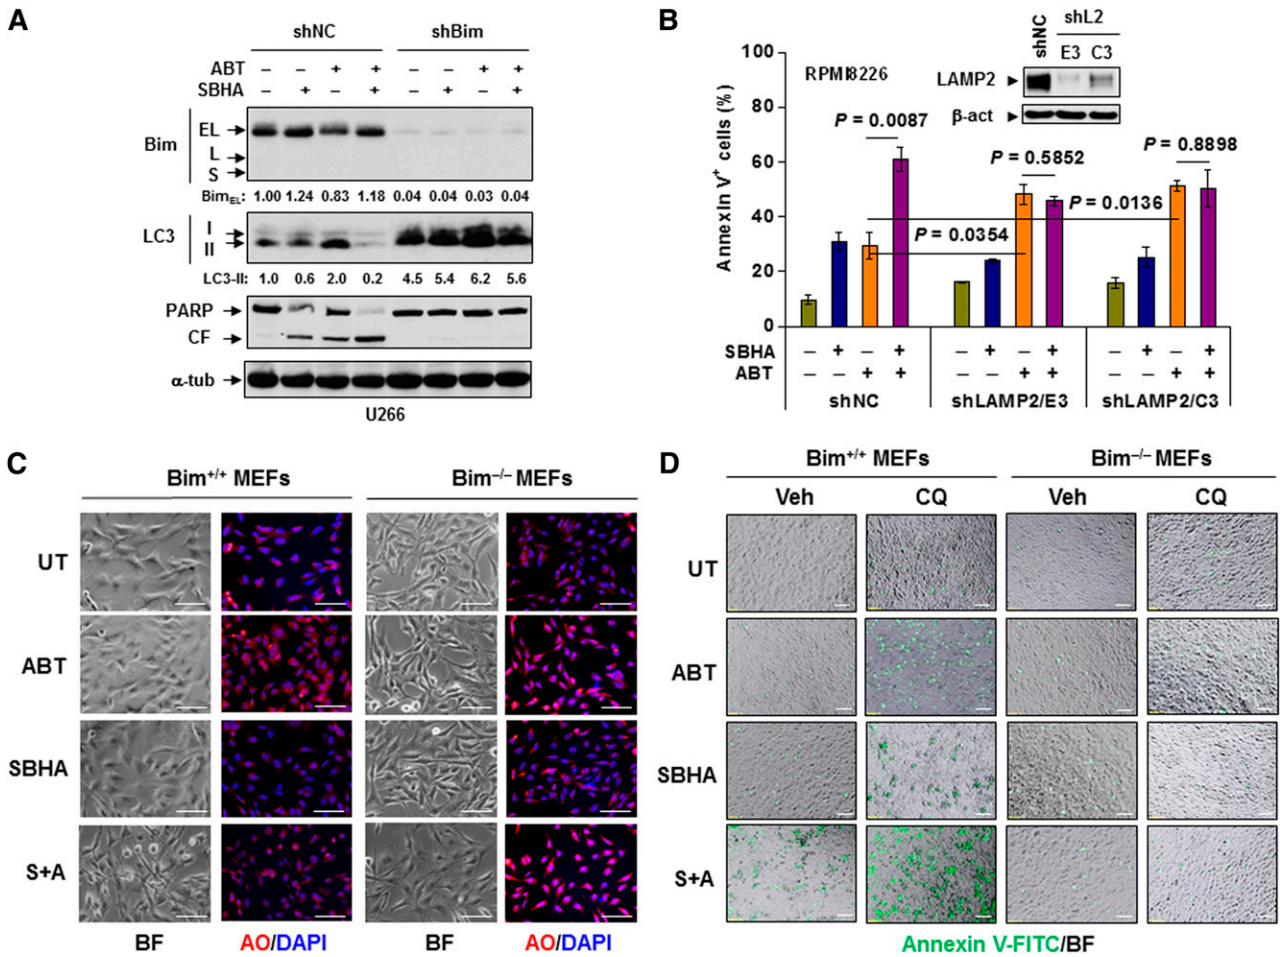 A
shNC shBim
ABT – – + + – – + +
SBHA – + – + – + – +
Bim
EL
L
S
BimEL: 1.00 1.24 0.83 1.18 0.04 0.04 0.03 0.04
LC3
I
II
LC3-II: 1.0 0.6 2.0 0.2 4.5 5.4 6.2 5.6
PARP
CF
α-tub
U266
B
Annexin V+ cells (%)
100
80
60
40
20
0
RPMI8226
shNC
shL2
E3 C3
LAMP2
β-act
P = 0.0087
P = 0.5852
P = 0.8898
P = 0.0136
P = 0.0354
SBHA – + – + – + – + – + – +
ABT – – + + – – + + – – + +
shNC shLAMP2/E3 shLAMP2/C3
C
Bim+/+ MEFs Bim–/– MEFs
UT
ABT
SBHA
S+A
BF AO/DAPI BF AO/DAPI
D
Bim+/+ MEFs Bim–/– MEFs
Veh CQ Veh CQ
UT
ABT
SBHA
S+A
Annexin V-FITC/BF